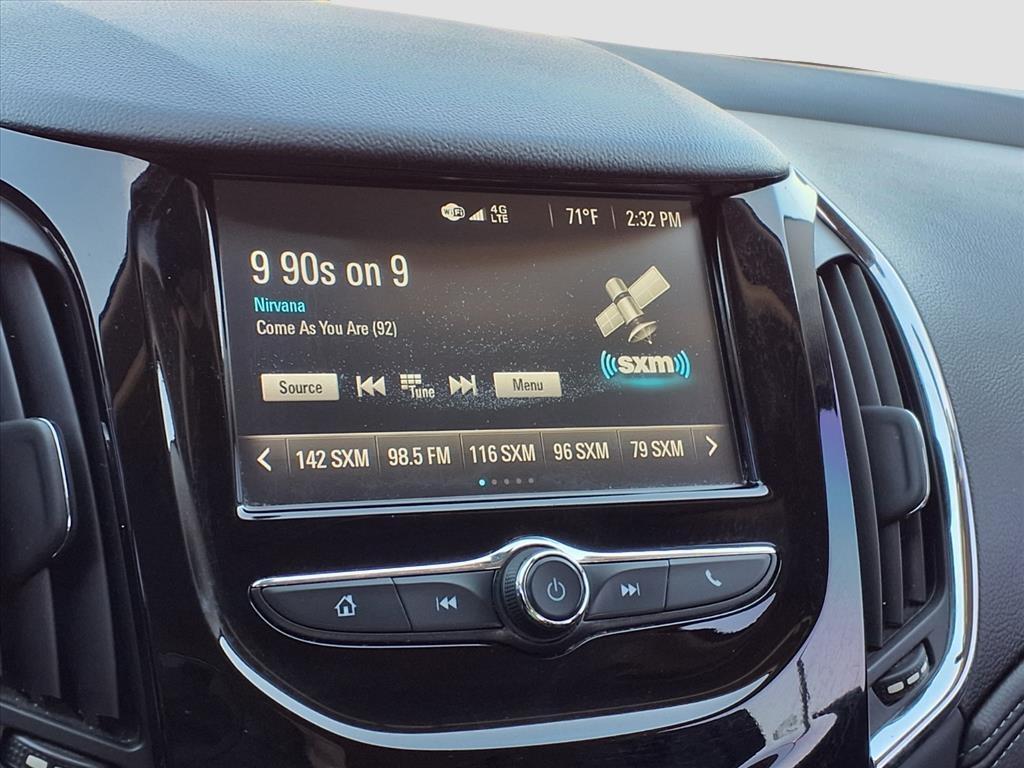 WiFi 4G LTE 71°F 2:32 PM
9 90s on 9
Nirvana
Come As You Are (92)
((sxm))
Source Tune Menu
142 SXM 98.5 FM 116 SXM 96 SXM 79 SXM